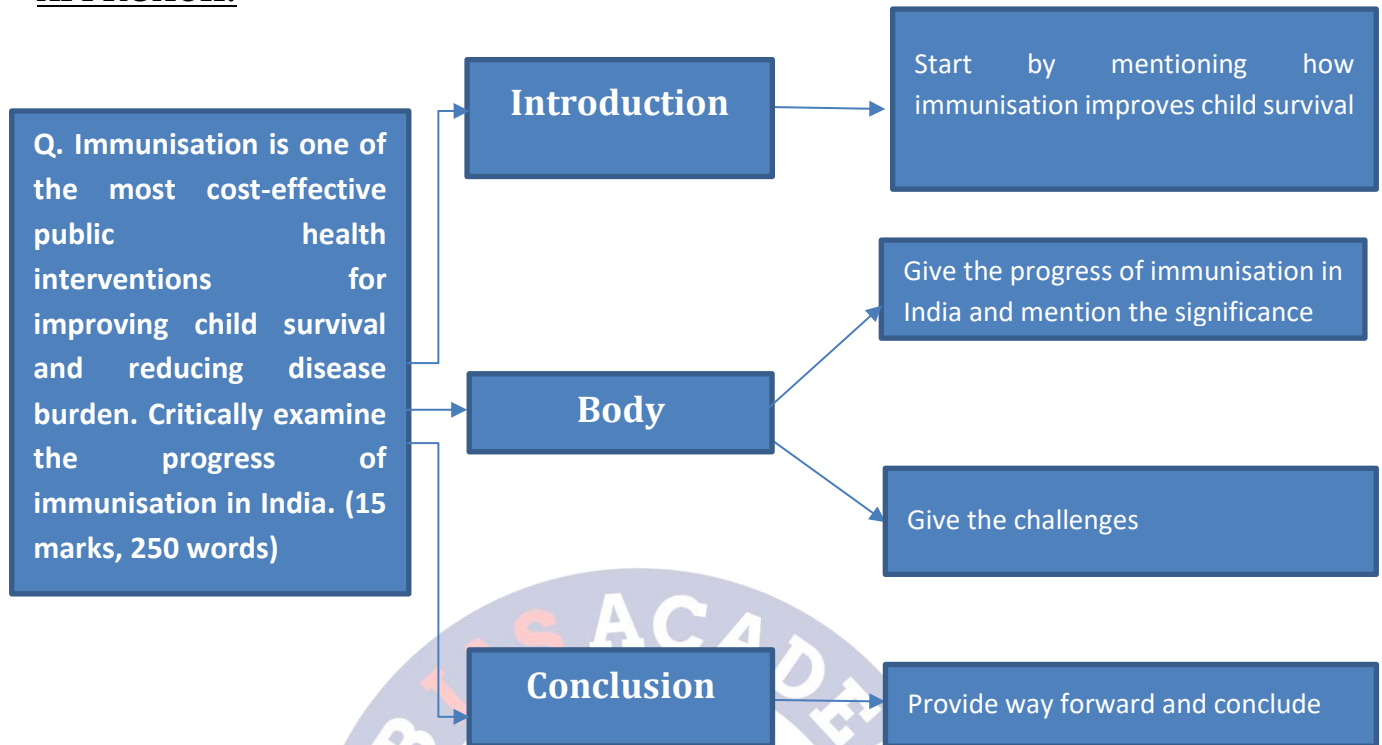 Q. Immunisation is one of
the most cost-effective
public health
interventions for
improving child survival
and reducing disease
burden. Critically examine
the progress of
immunisation in India. (15
marks, 250 words)
Introduction
Start by mentioning how
immunisation improves child survival
Body
Give the progress of immunisation in
India and mention the significance
Give the challenges
Conclusion
Provide way forward and conclude